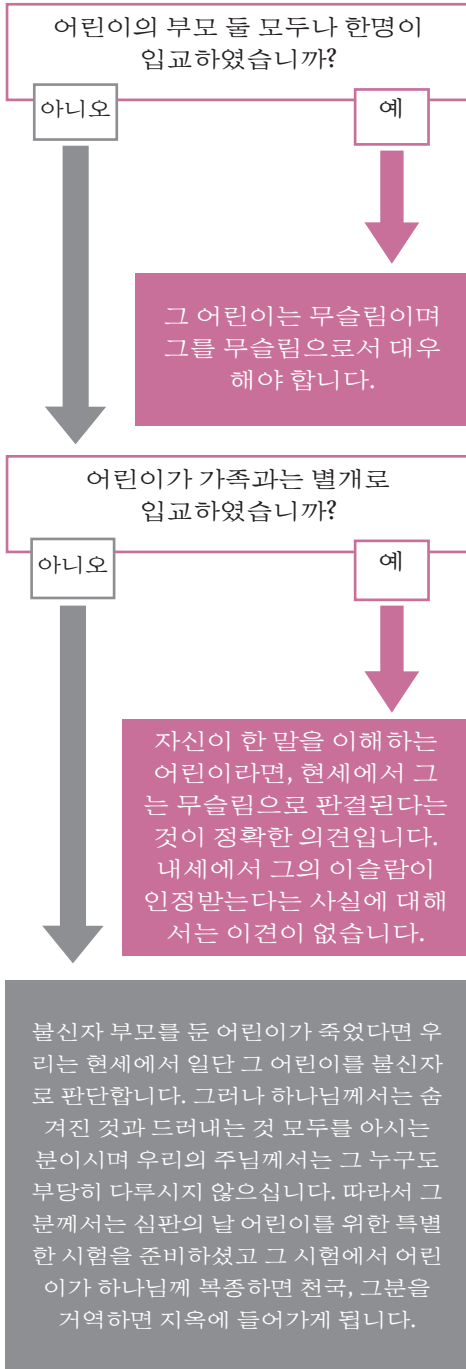 어린이의 부모 둘 모두나 한명이
입교하였습니까?
아니오
예
그 어린이는 무슬림이며
그를 무슬림으로서 대우
해야 합니다.
어린이가 가족과는 별개로
입교하였습니까?
아니오
예
자신이 한 말을 이해하는
어린이라면, 현세에서 그
는 무슬림으로 판결된다는
것이 정확한 의견입니다.
내세에서 그의 이슬람이
인정받는다는 사실에 대해
서는 이견이 없습니다.
불신자 부모를 둔 어린이가 죽었다면 우
리는 현세에서 일단 그 어린이를 불신자
로 판단합니다. 그러나 하나님께서는 숨
겨진 것과 드러내는 것 모두를 아시는
분이시며 우리의 주님께서는 그 누구도
부당히 다루시지 않으십니다. 따라서 그
분께서는 심판의 날 어린이를 위한 특별
한 시험을 준비하셨고 그 시험에서 어린
이가 하나님께 복종하면 천국, 그분을
거역하면 지옥에 들어가게 됩니다.